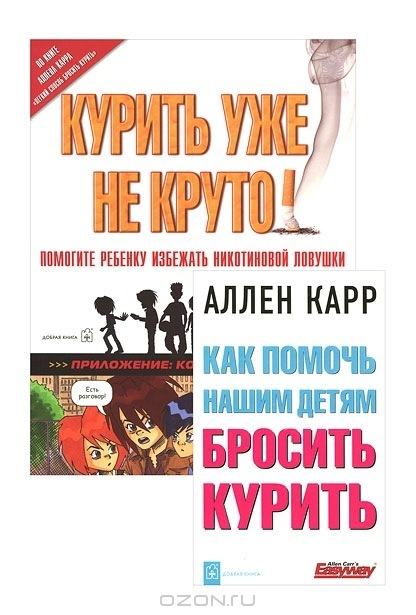 ПО КНИГЕ
АЛЛЕНА КАРРА
«ЛЕГКИЙ СПОСОБ БРОСИТЬ КУРИТЬ»
КУРИТЬ УЖЕ
НЕ КРУТО!
ПОМОГИТЕ РЕБЕНКУ ИЗБЕЖАТЬ НИКОТИНОВОЙ ЛОВУШКИ
ДОБРАЯ КНИГА
>>> ПРИЛОЖЕНИЕ: КО
Есть
разговор!
АЛЛЕН КАРР
КАК ПОМОЧЬ
НАШИМ ДЕТЯМ
БРОСИТЬ
КУРИТЬ
ДОБРАЯ КНИГА
Allen Carr's
Easyway
OZON.ru